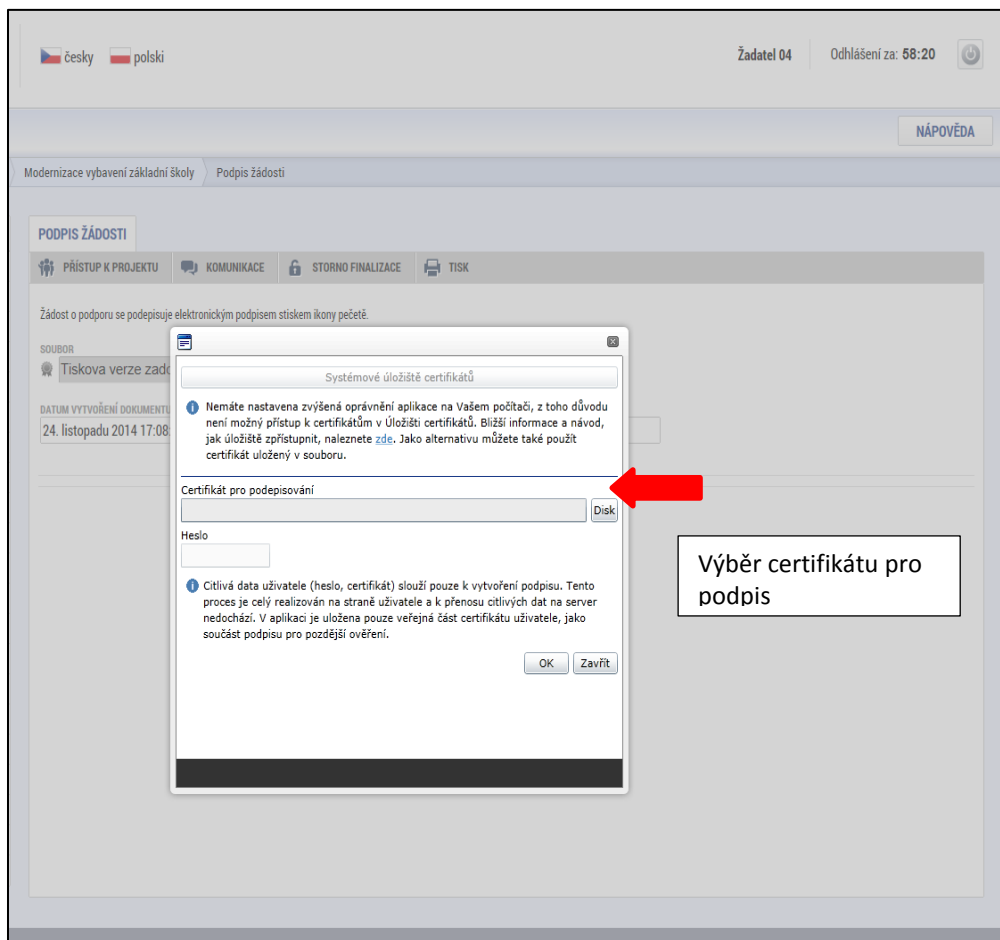 česky polski Žadatel 04 Odhlášení za: 58:20
NÁPOVĚDA
Modernizace vybavení základní školy Podpis žádosti
PODPIS ŽÁDOSTI
PŘÍSTUP K PROJEKTU KOMUNIKACE STORNO FINALIZACE TISK
Žádost o podporu se podepisuje elektronickým podpisem stiskem ikony pečetě.
SOUBOR
Tiskova verze zado
DATUM VYTVOŘENÍ DOKUMENTU
24. listopadu 2014 17:08
Systémové úložiště certifikátů
Nemáte nastavena zvýšená oprávnění aplikace na Vašem počítači, z toho důvodu
není možný přístup k certifikátům v Úložišti certifikátů. Bližší informace a návod,
jak úložiště zpřístupnit, naleznete zde. Jako alternativu můžete také použít
certifikát uložený v souboru.
Certifikát pro podepisování
Disk
Heslo
Citlivá data uživatele (heslo, certifikát) slouží pouze k vytvoření podpisu. Tento
proces je celý realizován na straně uživatele a k přenosu citlivých dat na server
nedochází. V aplikaci je uložena pouze veřejná část certifikátu uživatele, jako
součást podpisu pro pozdější ověření.
OK Zavřít
Výběr certifikátu pro
podpis